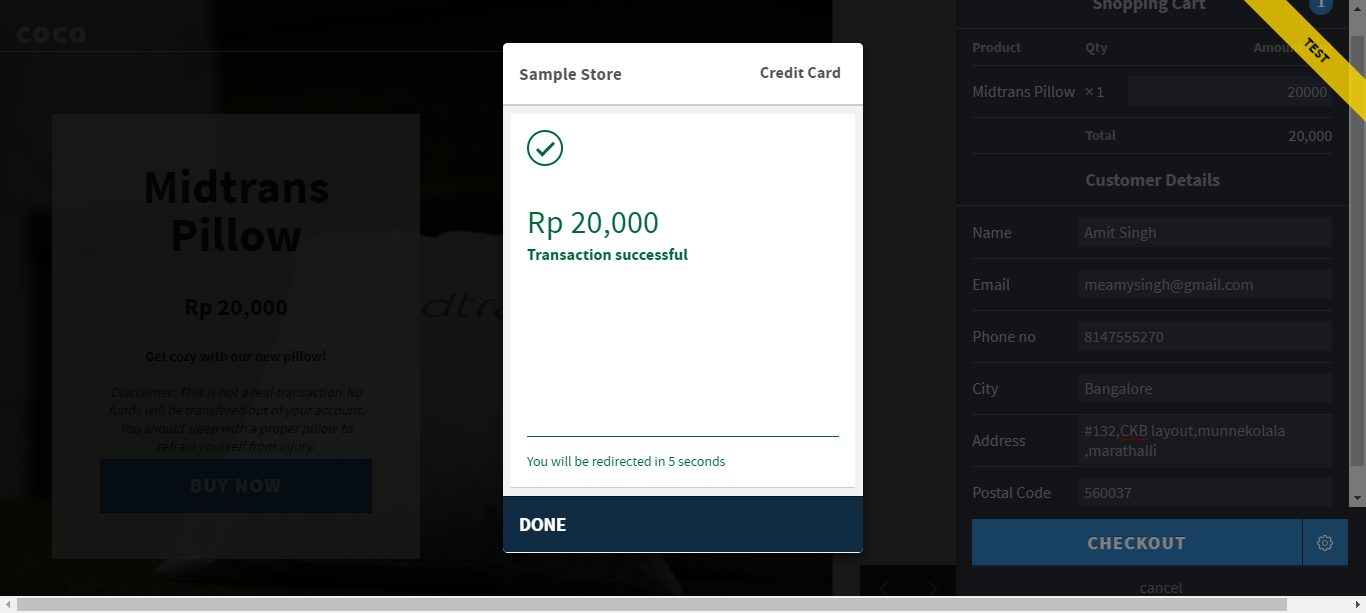 coco
Midtrans
Pillow
Rp 20,000
Get cozy with our new pillow!
Disclaimer: This is not a real transaction.No
funds will be transfered out of your account.
You should sleep with a proper pillow to
refrain yourself from injury.
BUY NOW
Sample Store
Credit Card
Rp 20,000
Transaction successful
You will be redirected in 5 seconds
DONE
Shopping Cart
1
TEST
Product Qty
Midtrans Pillow × 1 20000
Total 20,000
Customer Details
Name Amit Singh
Email meamysingh@gmail.com
Phone no 8147555270
City Bangalore
Address #132,CKB layout,munnekolala
,marathalli
Postal Code 560037
CHECKOUT
cancel